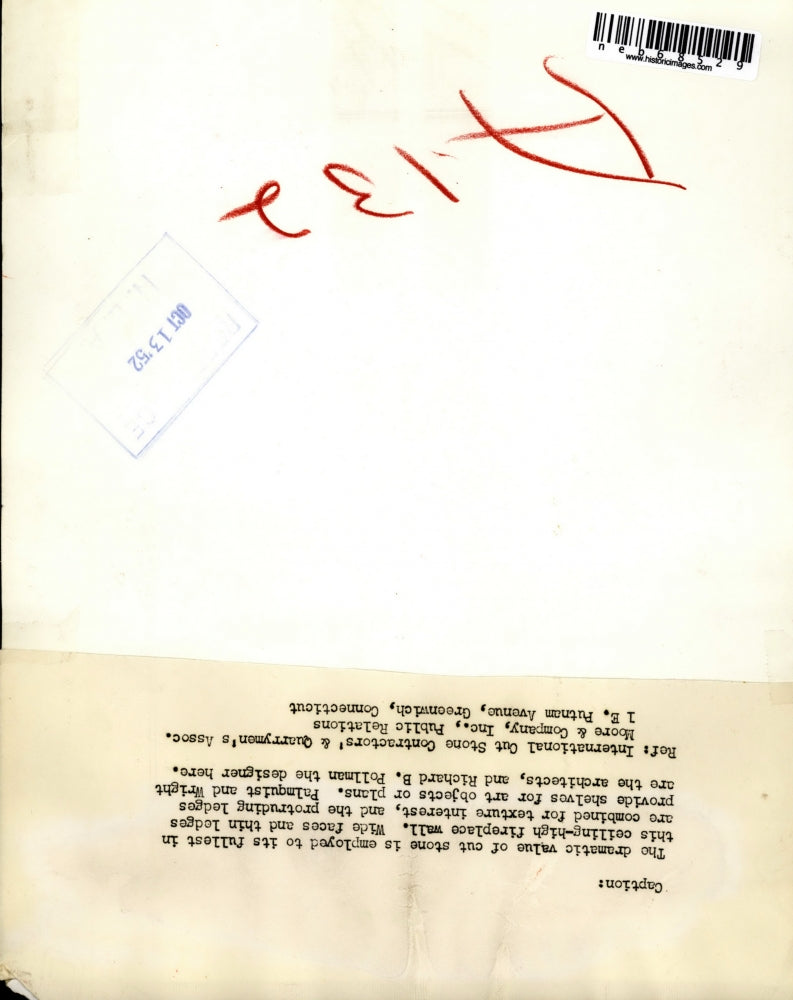 neb68529
www.historicimages.com
A-132
OCT 13 '52
Caption:
The dramatic value of cut stone is employed to its fullest in
this ceiling-high fireplace wall. Wide faces and thin ledges
are combined for texture interest, and the protruding ledges
provide shelves for art objects or plans. Palmquist and Wright
are the architects, and Richard B. Pollman the designer here.
Ref: International Cut Stone Contractors' & Quarrymen's Assoc.
Moore & Company, Inc., Public Relations
1 E. Putnam Avenue, Greenwich, Connecticut